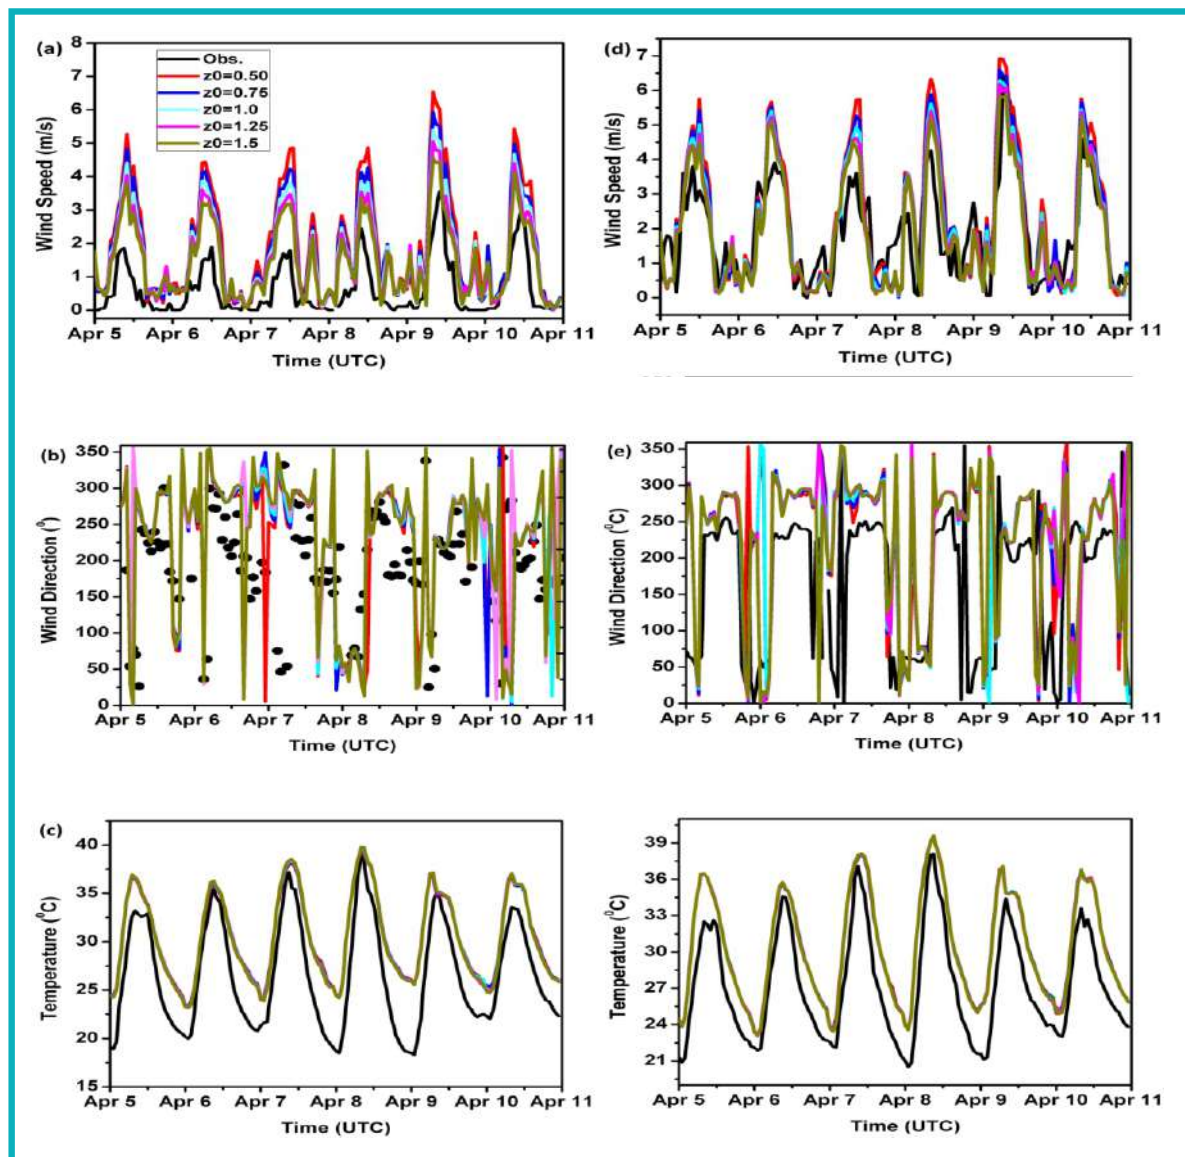 (a)
8
7
6
5
4
3
2
1
0
Wind Speed (m/s)
Obs.
z0=0.50
z0=0.75
z0=1.0
z0=1.25
z0=1.5
Apr 5 Apr 6 Apr 7 Apr 8 Apr 9 Apr 10 Apr 11
Time (UTC)
(d)
7
6
5
4
3
2
1
0
Wind Speed (m/s)
Apr 5 Apr 6 Apr 7 Apr 8 Apr 9 Apr 10 Apr 11
Time (UTC)
(b)
350
300
250
200
150
100
50
0
Wind Direction (⁰)
Apr 5 Apr 6 Apr 7 Apr 8 Apr 9 Apr 10 Apr 11
Time (UTC)
(e)
350
300
250
200
150
100
50
0
Wind Direction (⁰C)
Apr 5 Apr 6 Apr 7 Apr 8 Apr 9 Apr 10 Apr 11
Time (UTC)
(c)
40
35
30
25
20
15
Temperature (⁰C)
Apr 5 Apr 6 Apr 7 Apr 8 Apr 9 Apr 10 Apr 11
Time (UTC)
39
36
33
30
27
24
21
Temperature (⁰C)
Apr 5 Apr 6 Apr 7 Apr 8 Apr 9 Apr 10 Apr 11
Time (UTC)